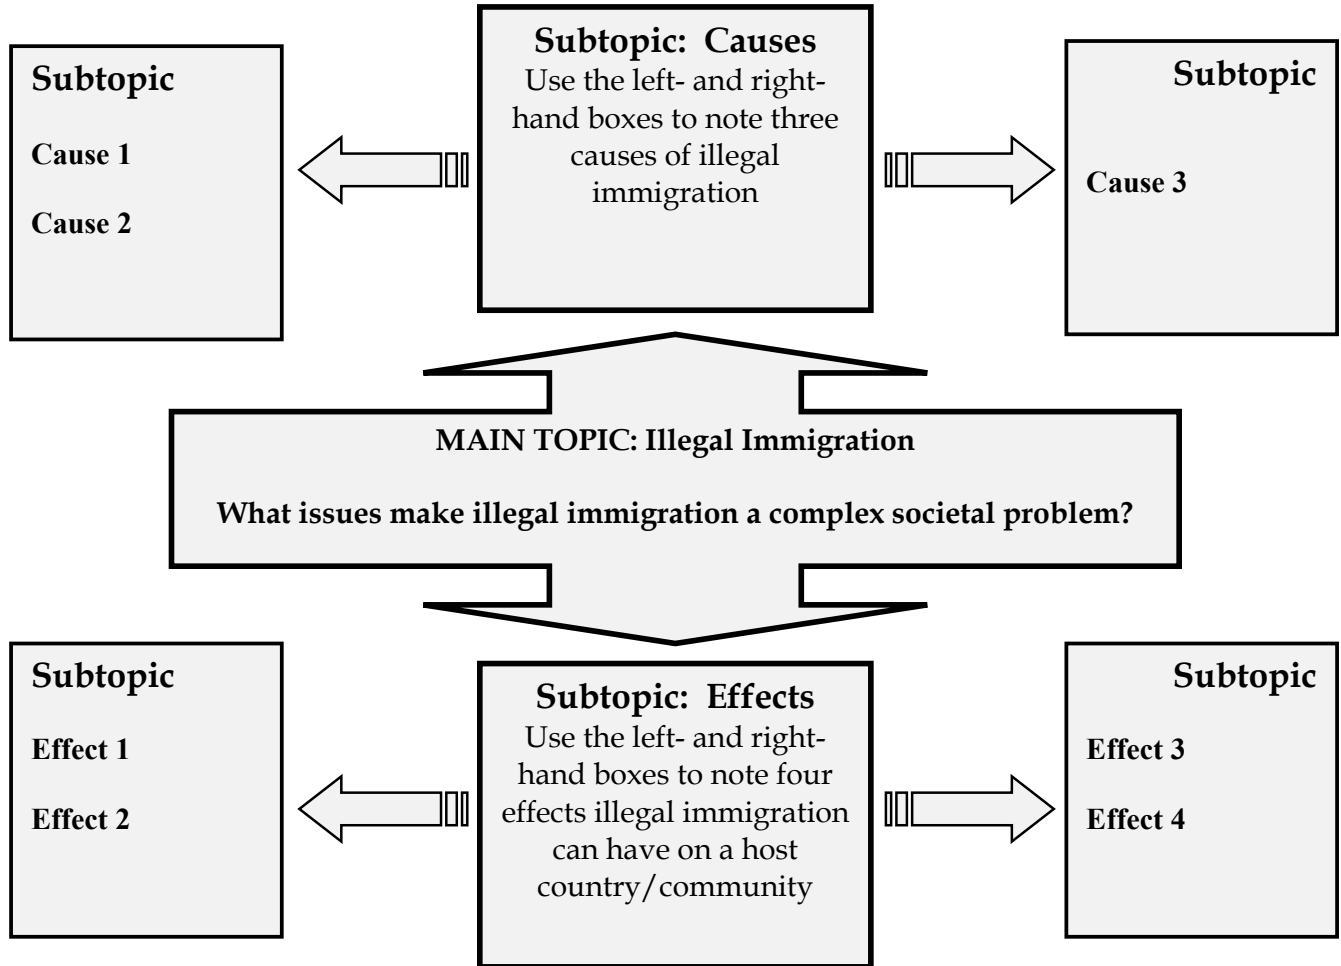 Subtopic
Cause 1
Cause 2
Subtopic: Causes
Use the left- and right-
hand boxes to note three
causes of illegal
immigration
Subtopic
Cause 3
MAIN TOPIC: Illegal Immigration
What issues make illegal immigration a complex societal problem?
Subtopic
Effect 1
Effect 2
Subtopic: Effects
Use the left- and right-
hand boxes to note four
effects illegal immigration
can have on a host
country/community
Subtopic
Effect 3
Effect 4